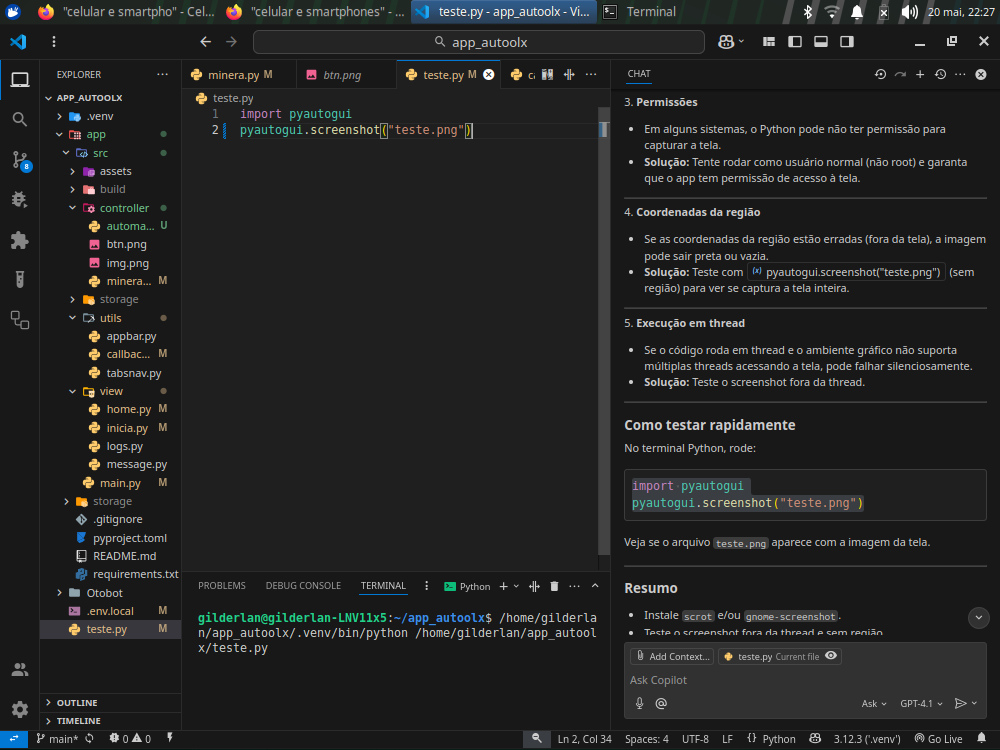 "celular e smartpho" - Cel...
"celular e smartphones" - ...
teste.py - app_autoolx - Vi...
Terminal
20 mai, 22:27
app_autoolx
EXPLORER
APP_AUTOOLX
.venv
app
src
assets
build
controller
automa... U
btn.png
img.png
minera... M
storage
utils
appbar.py
callbac... M
tabsnav.py
view
home.py M
inicia.py M
logs.py
message.py
main.py M
storage
.gitignore
pyproject.toml
README.md
requirements.txt
Otobot
.env.local M
teste.py M
OUTLINE
TIMELINE
8
minera.py M
btn.png
teste.py M
teste.py
1 import pyautogui
2 pyautogui.screenshot("teste.png")
PROBLEMS
DEBUG CONSOLE
TERMINAL
Python
gilderlan@gilderlan-LNV11x5:~/app_autoolx$ /home/gilderla
n/app_autoolx/.venv/bin/python /home/gilderlan/app_autool
x/teste.py
CHAT
3. Permissões
Em alguns sistemas, o Python pode não ter permissão para
capturar a tela.
Solução: Tente rodar como usuário normal (não root) e garanta
que o app tem permissão de acesso à tela.
4. Coordenadas da região
Se as coordenadas da região estão erradas (fora da tela), a imagem
pode sair preta ou vazia.
Solução: Teste com pyautogui.screenshot("teste.png") (sem
região) para ver se captura a tela inteira.
5. Execução em thread
Se o código roda em thread e o ambiente gráfico não suporta
múltiplas threads acessando a tela, pode falhar silenciosamente.
Solução: Teste o screenshot fora da thread.
Como testar rapidamente
No terminal Python, rode:
import pyautogui
pyautogui.screenshot("teste.png")
Veja se o arquivo teste.png aparece com a imagem da tela.
Resumo
Instale scrot e/ou gnome-screenshot.
Teste o screenshot fora da thread e sem região
Add Context...
teste.py Current file
Ask Copilot
Ask
GPT-4.1
main*
0 0
Ln 2, Col 34
Spaces: 4
UTF-8
LF
Python
3.12.3 ('.venv')
Go Live